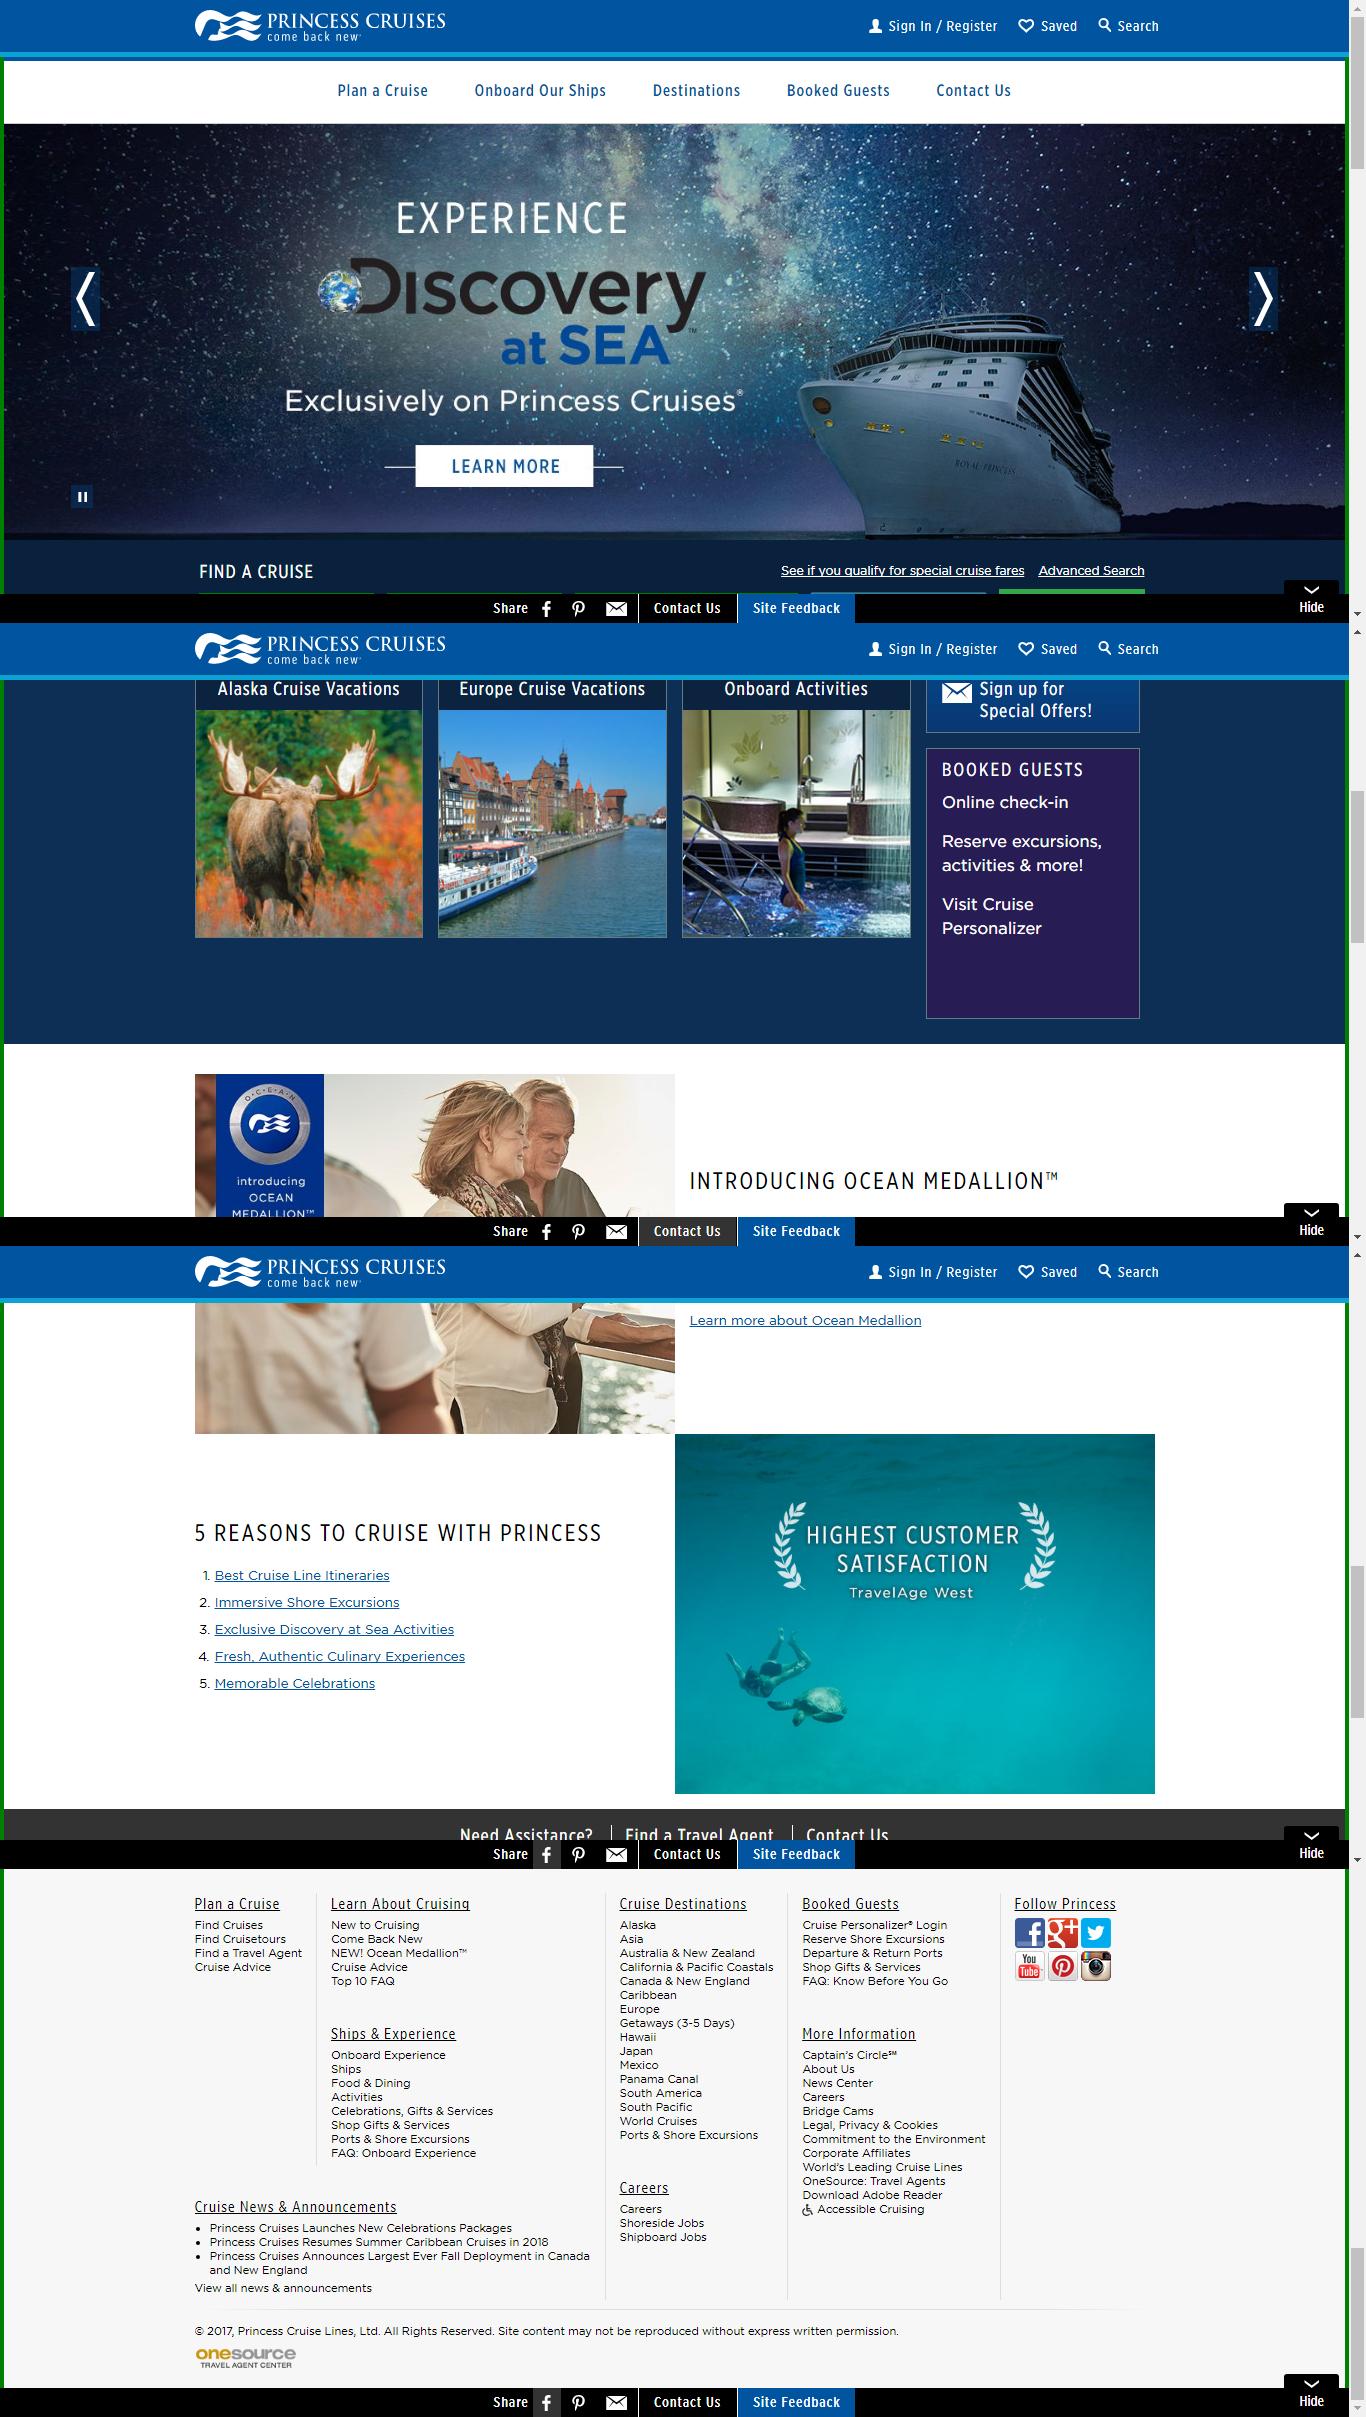 PRINCESS CRUISES
come back new
Sign In / Register Saved Search
Plan a Cruise Onboard Our Ships Destinations Booked Guests Contact Us
EXPERIENCE
Discovery
at SEA™
Exclusively on Princess Cruises®
LEARN MORE
ROYAL PRINCESS
FIND A CRUISE
See if you qualify for special cruise fares Advanced Search
Share Contact Us Site Feedback Hide
PRINCESS CRUISES
come back new
Sign In / Register Saved Search
Alaska Cruise Vacations Europe Cruise Vacations Onboard Activities
Sign up for
Special Offers!
BOOKED GUESTS
Online check-in
Reserve excursions,
activities & more!
Visit Cruise
Personalizer
OCEAN
introducing
OCEAN
MEDALLION™
INTRODUCING OCEAN MEDALLION™
Share Contact Us Site Feedback Hide
PRINCESS CRUISES
come back new
Sign In / Register Saved Search
Learn more about Ocean Medallion
5 REASONS TO CRUISE WITH PRINCESS
1. Best Cruise Line Itineraries
2. Immersive Shore Excursions
3. Exclusive Discovery at Sea Activities
4. Fresh, Authentic Culinary Experiences
5. Memorable Celebrations
HIGHEST CUSTOMER
SATISFACTION
TravelAge West
Need Assistance? Find a Travel Agent Contact Us
Share Contact Us Site Feedback Hide
Plan a Cruise
Find Cruises
Find Cruisetours
Find a Travel Agent
Cruise Advice
Learn About Cruising
New to Cruising
Come Back New
NEW! Ocean Medallion™
Cruise Advice
Top 10 FAQ
Ships & Experience
Onboard Experience
Ships
Food & Dining
Activities
Celebrations, Gifts & Services
Shop Gifts & Services
Ports & Shore Excursions
FAQ: Onboard Experience
Cruise News & Announcements
• Princess Cruises Launches New Celebrations Packages
• Princess Cruises Resumes Summer Caribbean Cruises in 2018
• Princess Cruises Announces Largest Ever Fall Deployment in Canada
and New England
View all news & announcements
Cruise Destinations
Alaska
Asia
Australia & New Zealand
California & Pacific Coastals
Canada & New England
Caribbean
Europe
Getaways (3-5 Days)
Hawaii
Japan
Mexico
Panama Canal
South America
South Pacific
World Cruises
Ports & Shore Excursions
Careers
Careers
Shoreside Jobs
Shipboard Jobs
Booked Guests
Cruise Personalizer® Login
Reserve Shore Excursions
Departure & Return Ports
Shop Gifts & Services
FAQ: Know Before You Go
More Information
Captain's Circle℠
About Us
News Center
Careers
Bridge Cams
Legal, Privacy & Cookies
Commitment to the Environment
Corporate Affiliates
World's Leading Cruise Lines
OneSource: Travel Agents
Download Adobe Reader
Accessible Cruising
Follow Princess
You
Tube
© 2017, Princess Cruise Lines, Ltd. All Rights Reserved. Site content may not be reproduced without express written permission.
onesource
TRAVEL AGENT CENTER
Share Contact Us Site Feedback Hide